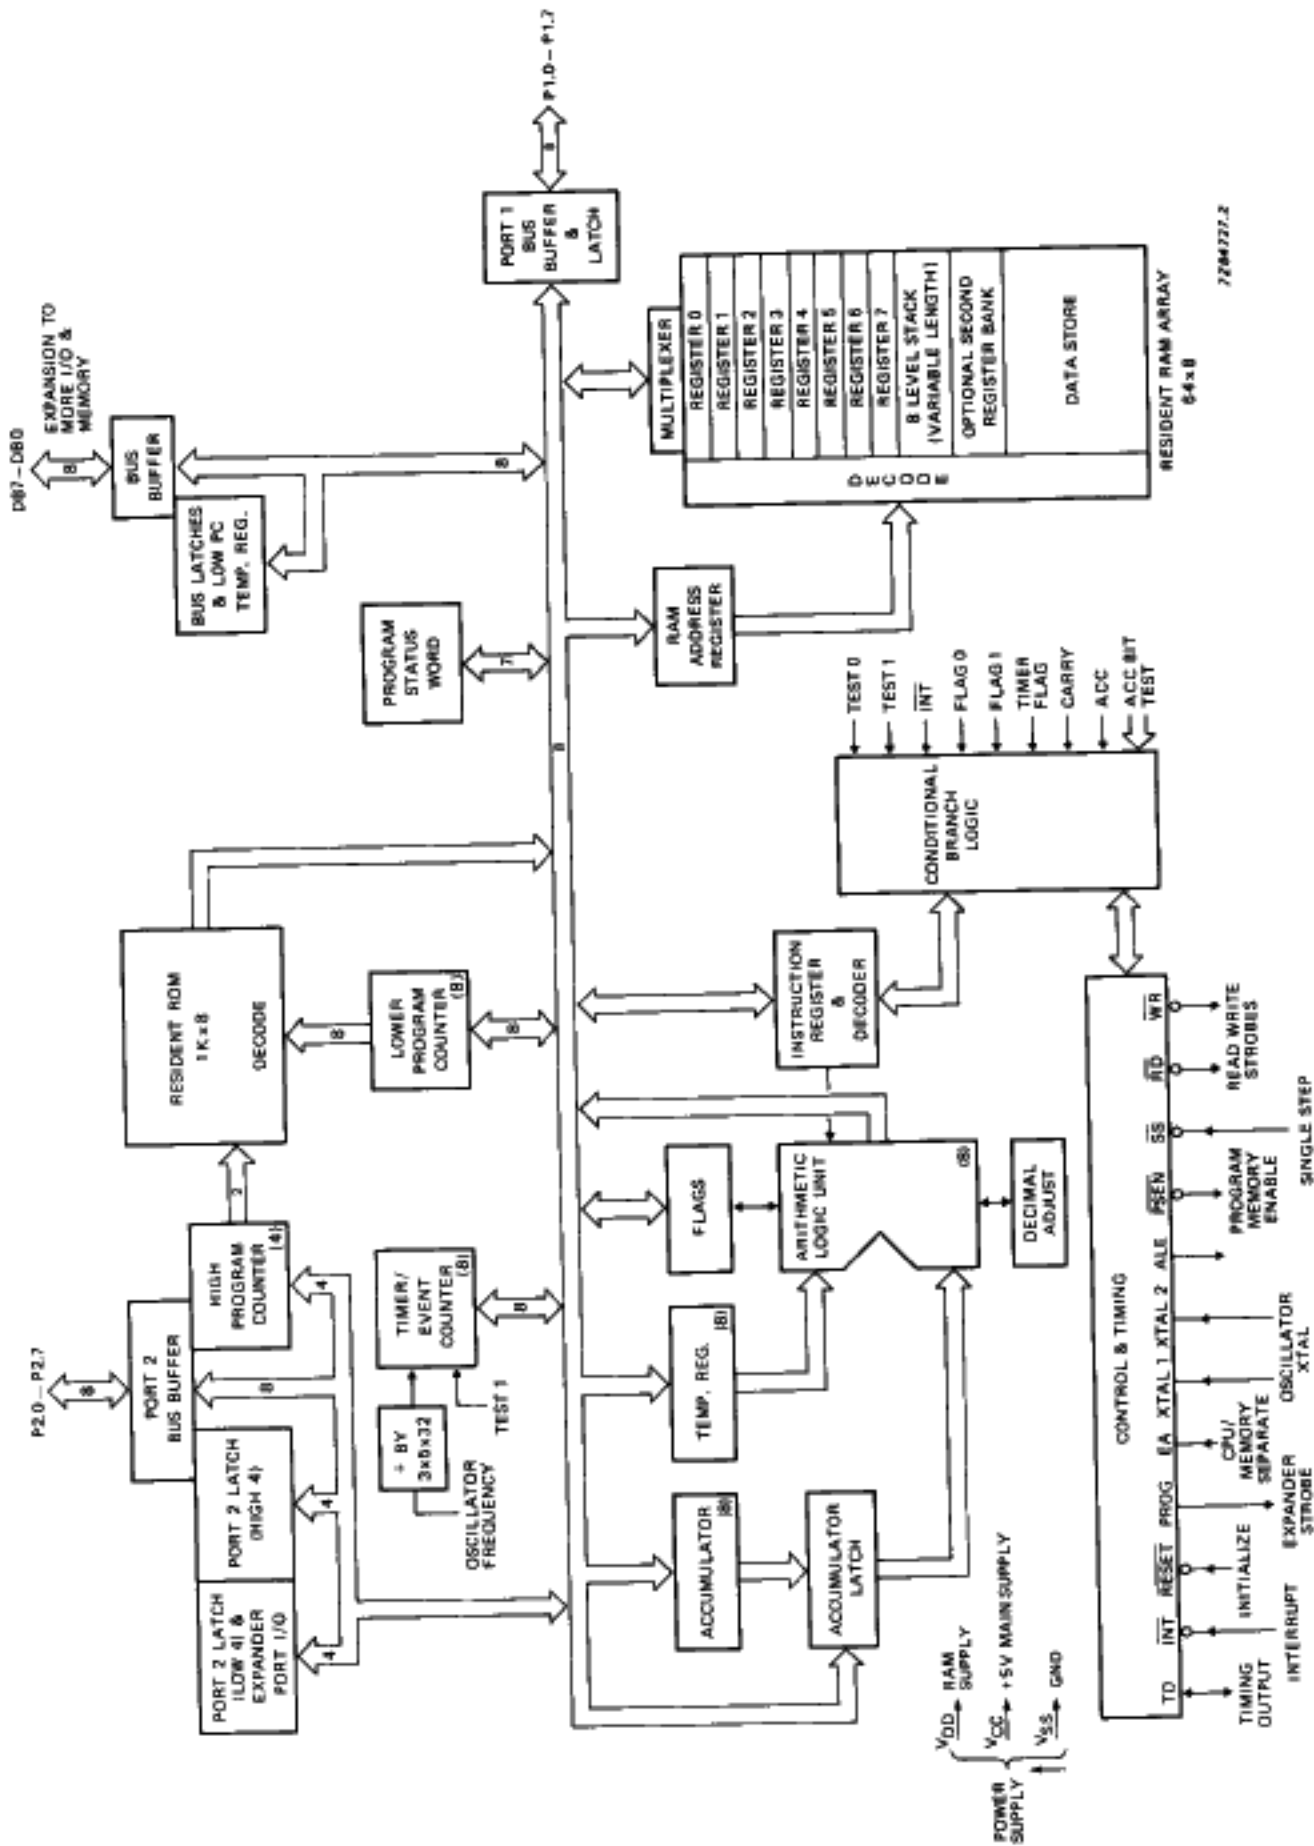 P2.0 – P2.7
8
PORT 2
BUS BUFFER
PORT 2 LATCH
(LOW 4) &
EXPANDER
PORT I/O
PORT 2 LATCH
(HIGH 4)
HIGH
PROGRAM
COUNTER
(4)
4
4
8
4
2
RESIDENT ROM
1K x 8
DECODE
8
LOWER
PROGRAM
COUNTER
(8)
8
÷ BY
3x5x32
OSCILLATOR
FREQUENCY
TIMER/
EVENT
COUNTER
(8)
TEST 1
8
PROGRAM
STATUS
WORD
7
DB7 – DB0
8
EXPANSION TO
MORE I/O &
MEMORY
BUS
BUFFER
BUS LATCHES
& LOW PC
TEMP. REG.
8
8
PORT 1
BUS
BUFFER
&
LATCH
8
P1.0 – P1.7
ACCUMULATOR
(8)
ACCUMULATOR
LATCH
TEMP. REG.
(8)
FLAGS
ARITHMETIC
LOGIC UNIT
(8)
DECIMAL
ADJUST
INSTRUCTION
REGISTER
&
DECODER
CONDITIONAL
BRANCH
LOGIC
TEST 0
TEST 1
INT
FLAG 0
FLAG 1
TIMER
FLAG
CARRY
ACC
ACC BIT
TEST
RAM
ADDRESS
REGISTER
MULTIPLEXER
DECODE
REGISTER 0
REGISTER 1
REGISTER 2
REGISTER 3
REGISTER 4
REGISTER 5
REGISTER 6
REGISTER 7
8 LEVEL STACK
(VARIABLE LENGTH)
OPTIONAL SECOND
REGISTER BANK
DATA STORE
RESIDENT RAM ARRAY
64 x 8
POWER
SUPPLY
VDD RAM
SUPPLY
VCC +5V MAIN SUPPLY
VSS GND
CONTROL & TIMING
TO INT RESET PROG EA XTAL 1 XTAL 2 ALE PSEN SS RD WR
TIMING
OUTPUT
INTERRUPT
INITIALIZE
EXPANDER
STROBE
CPU/
MEMORY
SEPARATE
OSCILLATOR
XTAL
PROGRAM
MEMORY
ENABLE
SINGLE STEP
READ WRITE
STROBES
7Z84727.2